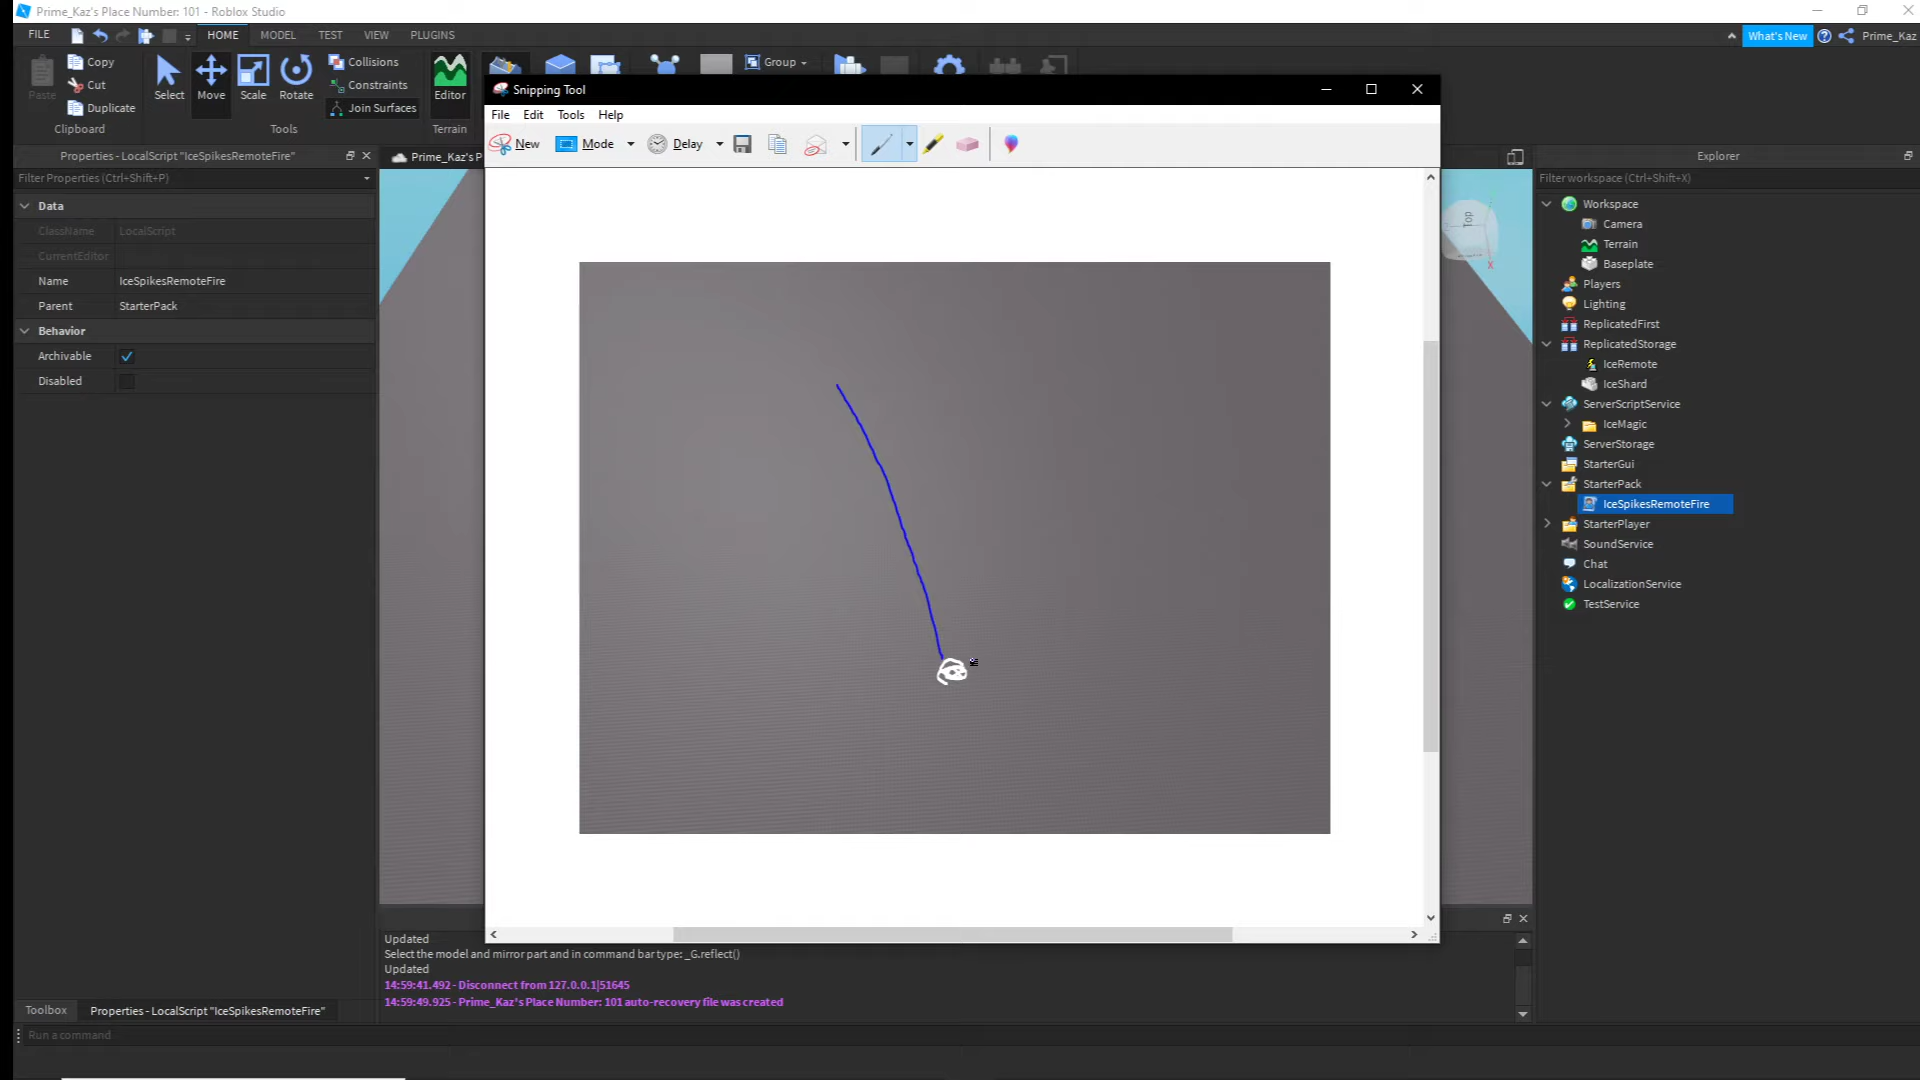 Prime_Kaz's Place Number: 101 - Roblox Studio
FILE
HOME
MODEL
TEST
VIEW
PLUGINS
What's New
Prime_Kaz
Paste
Copy
Cut
Duplicate
Clipboard
Select
Move
Scale
Rotate
Collisions
Constraints
Join Surfaces
Tools
Editor
Terrain
Group
Snipping Tool
File
Edit
Tools
Help
New
Mode
Delay
Properties - LocalScript "IceSpikesRemoteFire"
Filter Properties (Ctrl+Shift+P)
Data
ClassName LocalScript
CurrentEditor
Name IceSpikesRemoteFire
Parent StarterPack
Behavior
Archivable
Disabled
Prime_Kaz's P
Top
X
Explorer
Filter workspace (Ctrl+Shift+X)
Workspace
Camera
Terrain
Baseplate
Players
Lighting
ReplicatedFirst
ReplicatedStorage
IceRemote
IceShard
ServerScriptService
IceMagic
ServerStorage
StarterGui
StarterPack
IceSpikesRemoteFire
StarterPlayer
SoundService
Chat
LocalizationService
TestService
Updated
Select the model and mirror part and in command bar type: _G.reflect()
Updated
14:59:41.492 - Disconnect from 127.0.0.1|51645
14:59:49.925 - Prime_Kaz's Place Number: 101 auto-recovery file was created
Toolbox
Properties - LocalScript "IceSpikesRemoteFire"
Run a command